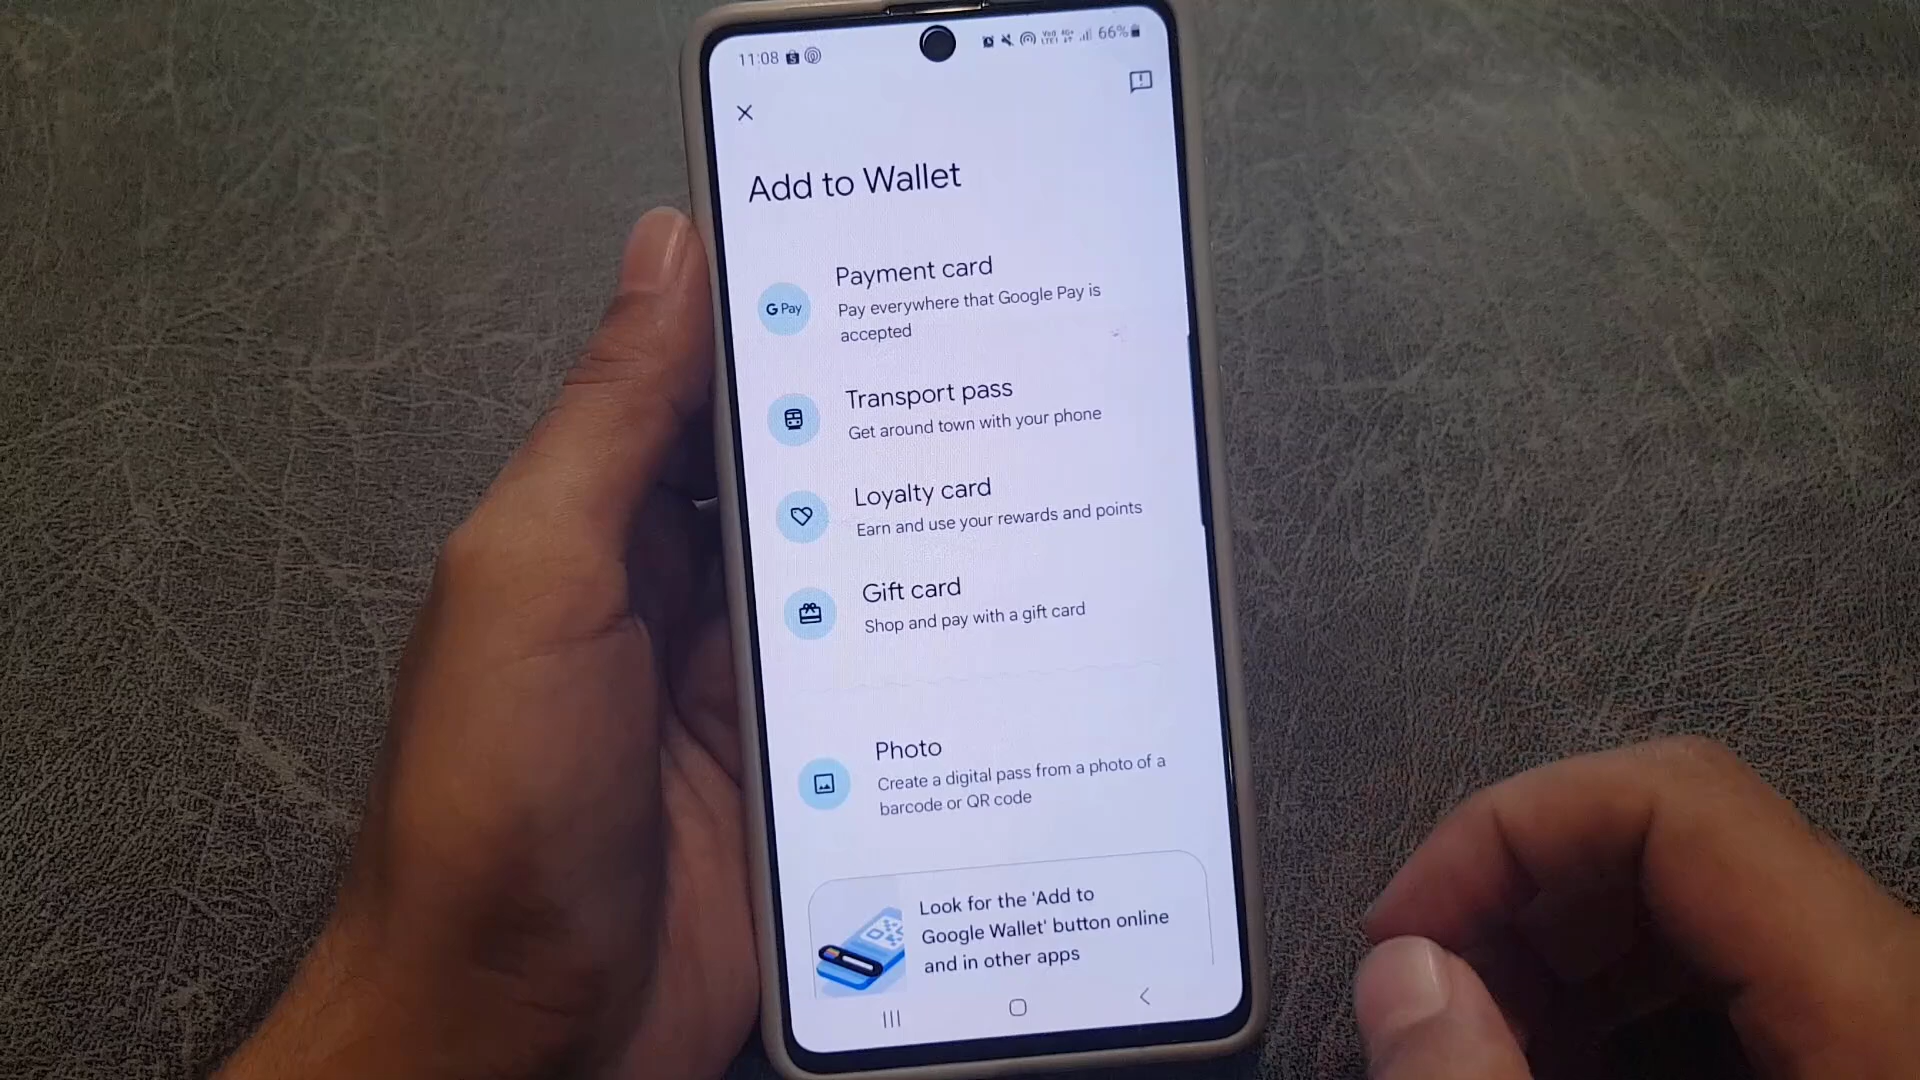 11:08
66%
Add to Wallet
G Pay
Payment card
Pay everywhere that Google Pay is
accepted
Transport pass
Get around town with your phone
Loyalty card
Earn and use your rewards and points
Gift card
Shop and pay with a gift card
Photo
Create a digital pass from a photo of a
barcode or QR code
Look for the 'Add to
Google Wallet' button online
and in other apps